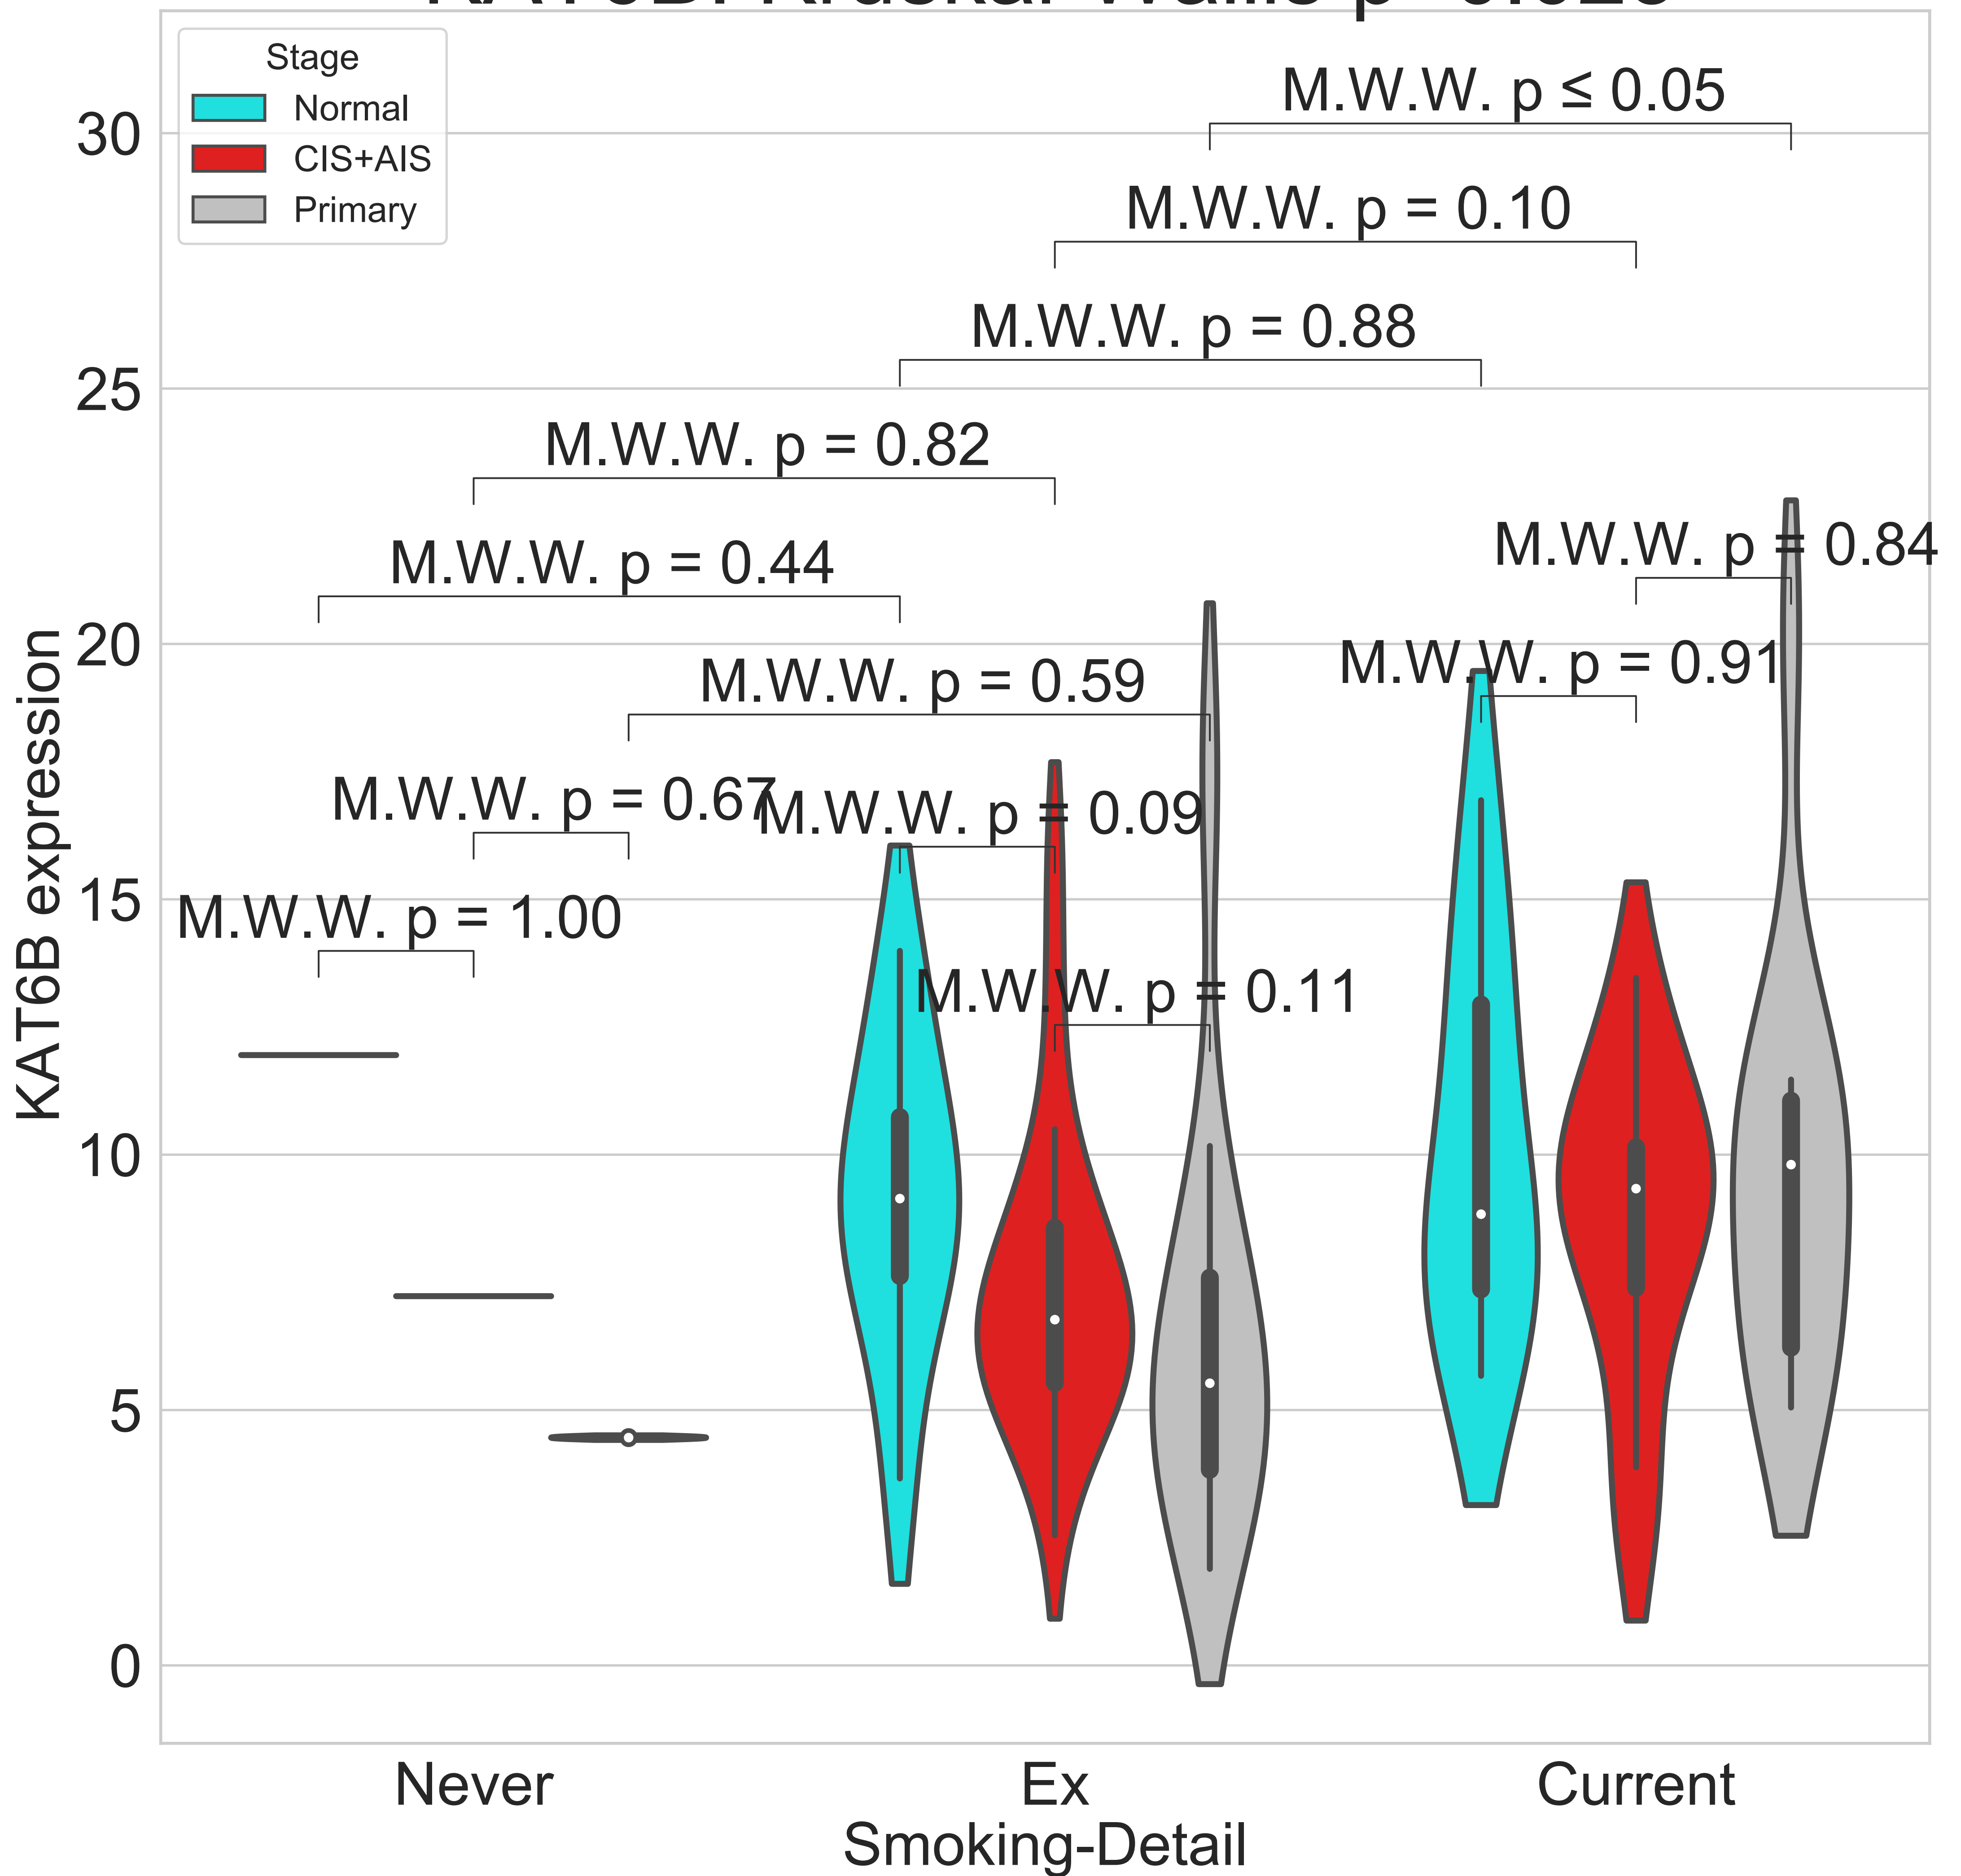 Stage
Normal
CIS+AIS
Primary
M.W.W. p ≤ 0.05
M.W.W. p = 0.10
M.W.W. p = 0.88
M.W.W. p = 0.82
M.W.W. p = 0.44
M.W.W. p = 0.84
M.W.W. p = 0.91
M.W.W. p = 0.59
M.W.W. p = 0.67
M.W.W. p = 0.09
M.W.W. p = 1.00
M.W.W. p = 0.11
KAT6B expression
30
25
20
15
10
5
0
Never
Ex
Current
Smoking-Detail